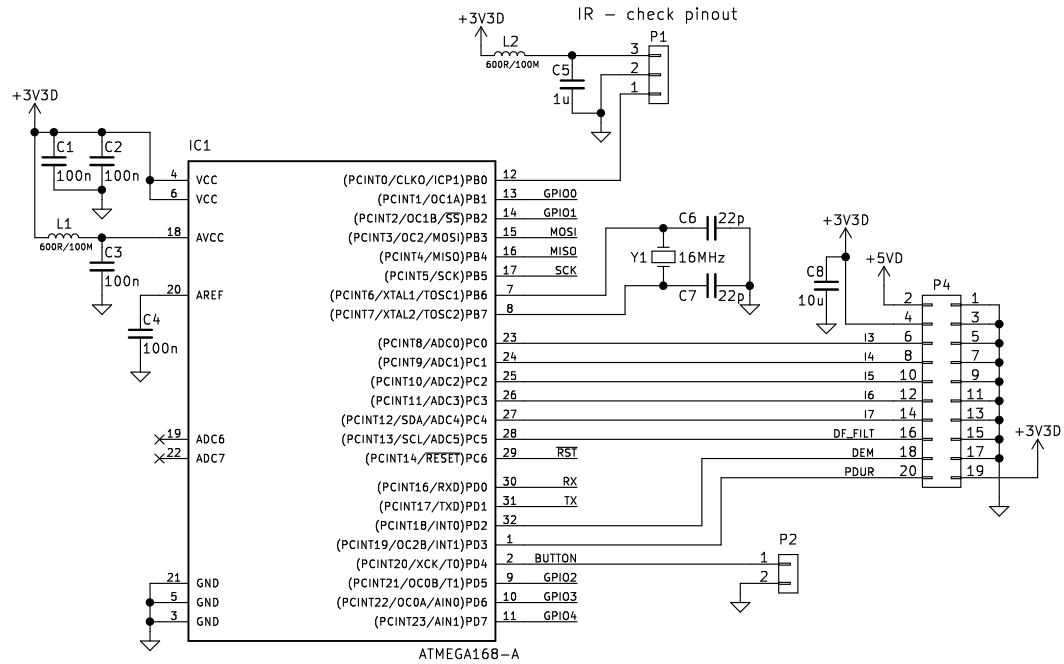 IR – check pinout
+3V3D
L2
600R/100M
C5
1u
P1
3
2
1
+3V3D
C1
100n
C2
100n
L1
600R/100M
C3
100n
C4
100n
IC1
4 VCC
6 VCC
18 AVCC
20 AREF
19 ADC6
22 ADC7
21 GND
5 GND
3 GND
(PCINT0/CLKO/ICP1)PB0 12
(PCINT1/OC1A)PB1 13 GPIO0
(PCINT2/OC1B/SS)PB2 14 GPIO1
(PCINT3/OC2/MOSI)PB3 15 MOSI
(PCINT4/MISO)PB4 16 MISO
(PCINT5/SCK)PB5 17 SCK
(PCINT6/XTAL1/TOSC1)PB6 7
(PCINT7/XTAL2/TOSC2)PB7 8
(PCINT8/ADC0)PC0 23 I3
(PCINT9/ADC1)PC1 24 I4
(PCINT10/ADC2)PC2 25 I5
(PCINT11/ADC3)PC3 26 I6
(PCINT12/SDA/ADC4)PC4 27 I7
(PCINT13/SCL/ADC5)PC5 28 DF_FILT
(PCINT14/RESET)PC6 29 RST
DEM
PDUR
(PCINT16/RXD)PD0 30 RX
(PCINT17/TXD)PD1 31 TX
(PCINT18/INT0)PD2 32
(PCINT19/OC2B/INT1)PD3 1
(PCINT20/XCK/T0)PD4 2 BUTTON
(PCINT21/OC0B/T1)PD5 9 GPIO2
(PCINT22/OC0A/AIN0)PD6 10 GPIO3
(PCINT23/AIN1)PD7 11 GPIO4
ATMEGA168-A
C6 22p
Y1 16MHz
C7 22p
+3V3D
C8
10u
+5VD
P4
2 1
4 3
6 5
8 7
10 9
12 11
14 13
16 15
18 17
20 19
+3V3D
P2
1
2